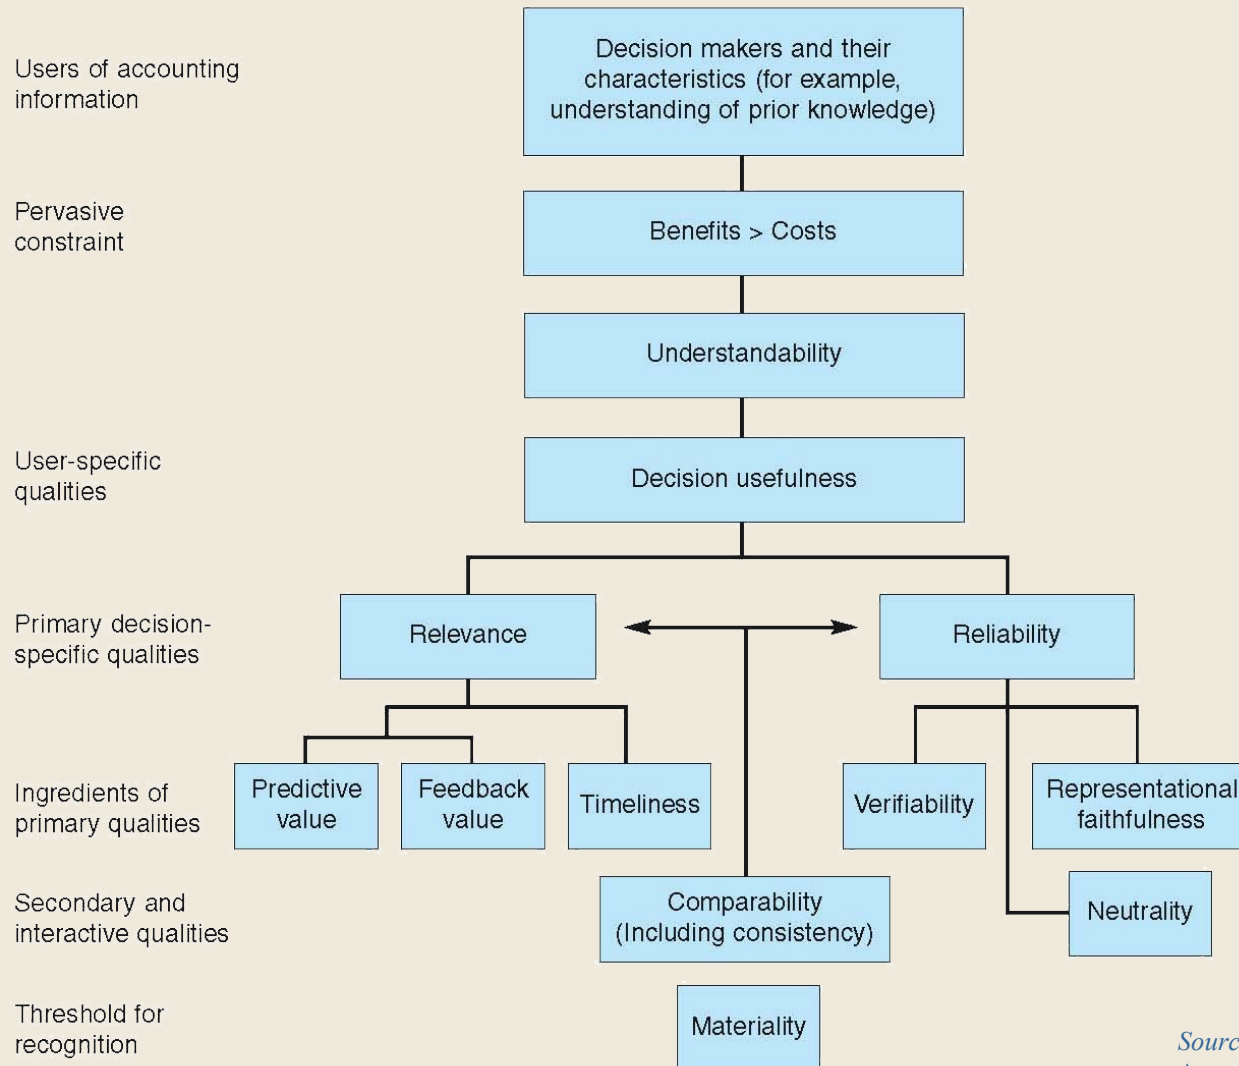 Users of accounting
information
Decision makers and their
characteristics (for example,
understanding of prior knowledge)
Pervasive
constraint
Benefits > Costs
Understandability
User-specific
qualities
Decision usefulness
Primary decision-
specific qualities
Relevance
Reliability
Ingredients of
primary qualities
Predictive
value
Feedback
value
Timeliness
Verifiability
Representational
faithfulness
Secondary and
interactive qualities
Comparability
(Including consistency)
Neutrality
Threshold for
recognition
Materiality
Sourc